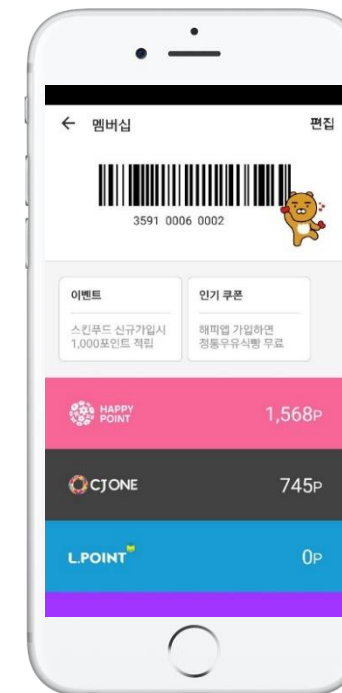 ← 멤버십 편집
3591 0006 0002
이벤트
스킨푸드 신규가입시
1,000포인트 적립
인기 쿠폰
해피앱 가입하면
정통우유식빵 무료
HAPPY
POINT
1,568P
CJONE 745P
L.POINT 0P